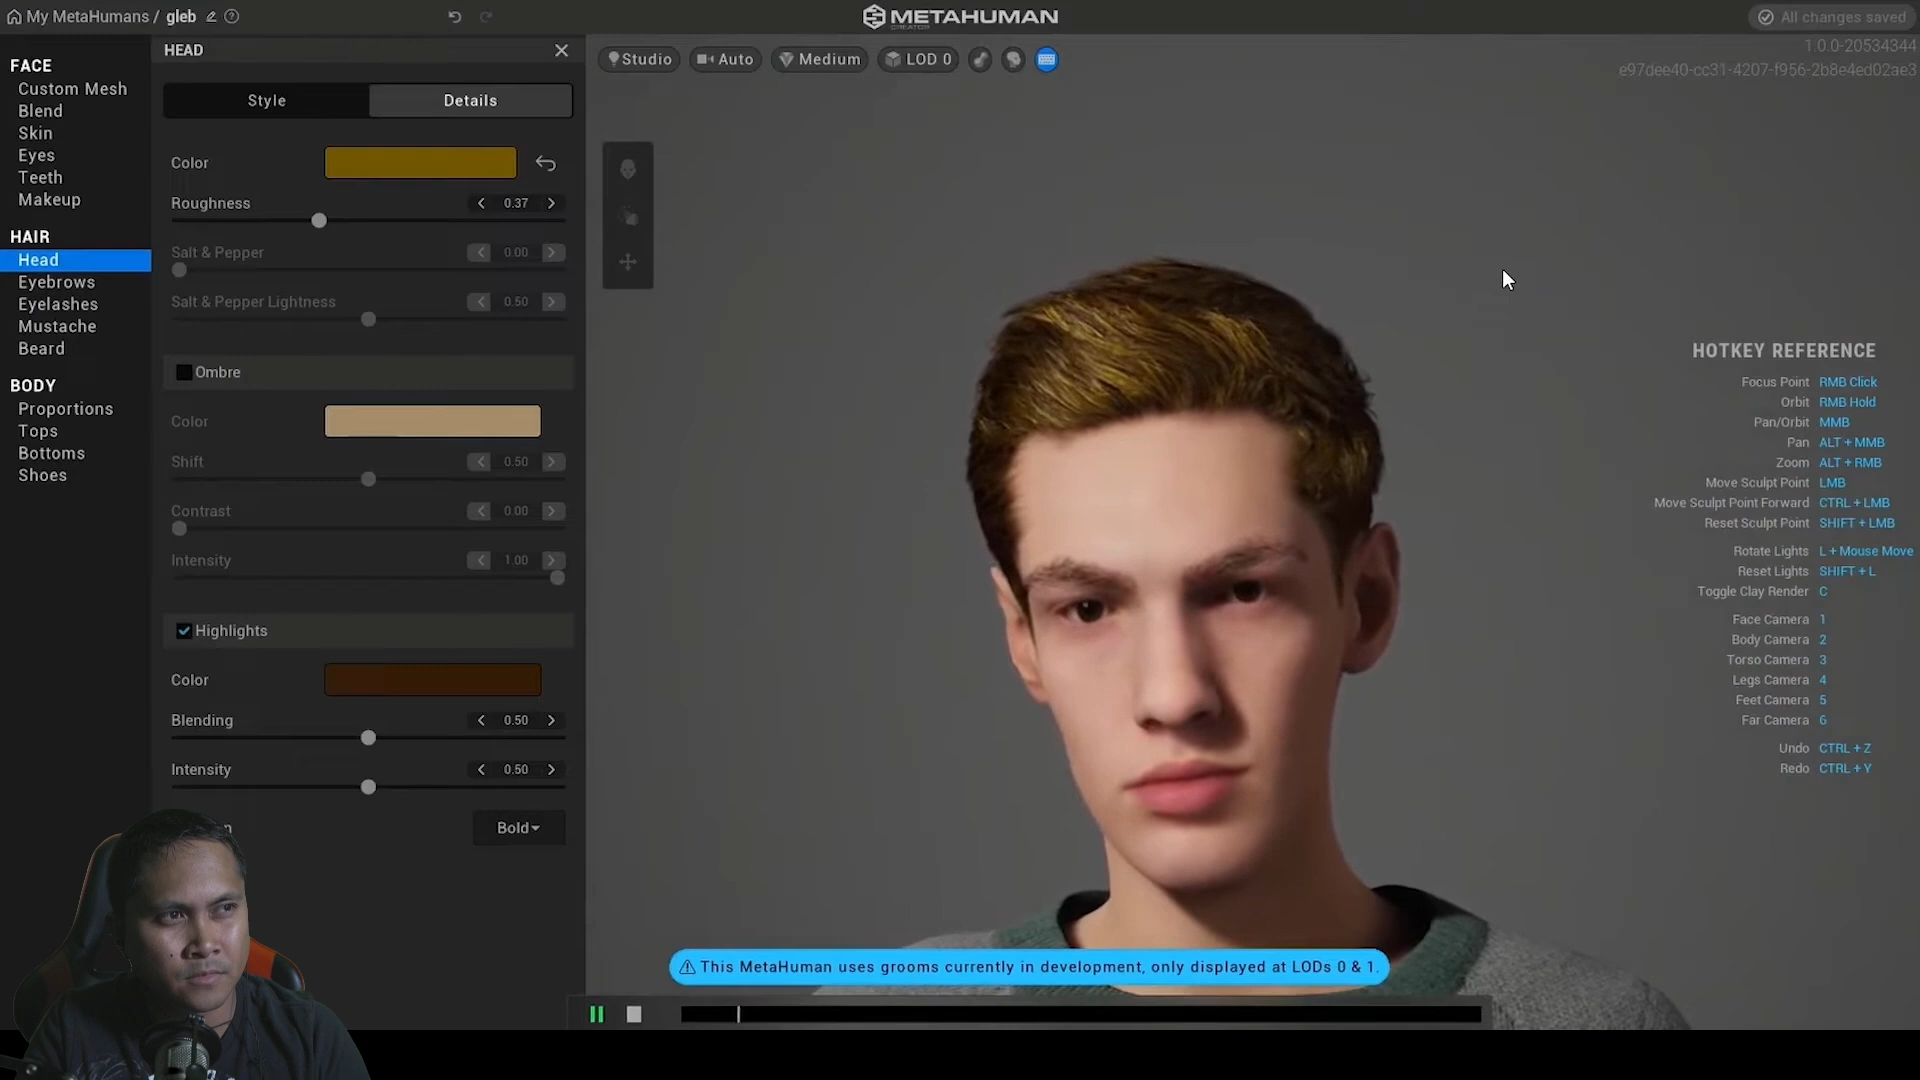 My MetaHumans / gleb
METAHUMAN
CREATOR
All changes saved
1.0.0-20534344
e97dee40-cc31-4207-f956-2b8e4ed02ae3
FACE
Custom Mesh
Blend
Skin
Eyes
Teeth
Makeup
HAIR
Head
Eyebrows
Eyelashes
Mustache
Beard
BODY
Proportions
Tops
Bottoms
Shoes
HEAD
Style Details
Color
Roughness 0.37
Salt & Pepper 0.00
Salt & Pepper Lightness 0.50
Ombre
Color
Shift 0.50
Contrast 0.00
Intensity 1.00
Highlights
Color
Blending 0.50
Intensity 0.50
Bold
Studio Auto Medium LOD 0
HOTKEY REFERENCE
Focus Point RMB Click
Orbit RMB Hold
Pan/Orbit MMB
Pan ALT + MMB
Zoom ALT + RMB
Move Sculpt Point LMB
Move Sculpt Point Forward CTRL + LMB
Reset Sculpt Point SHIFT + LMB
Rotate Lights L + Mouse Move
Reset Lights SHIFT + L
Toggle Clay Render C
Face Camera 1
Body Camera 2
Torso Camera 3
Legs Camera 4
Feet Camera 5
Far Camera 6
Undo CTRL + Z
Redo CTRL + Y
This MetaHuman uses grooms currently in development, only displayed at LODs 0 & 1.